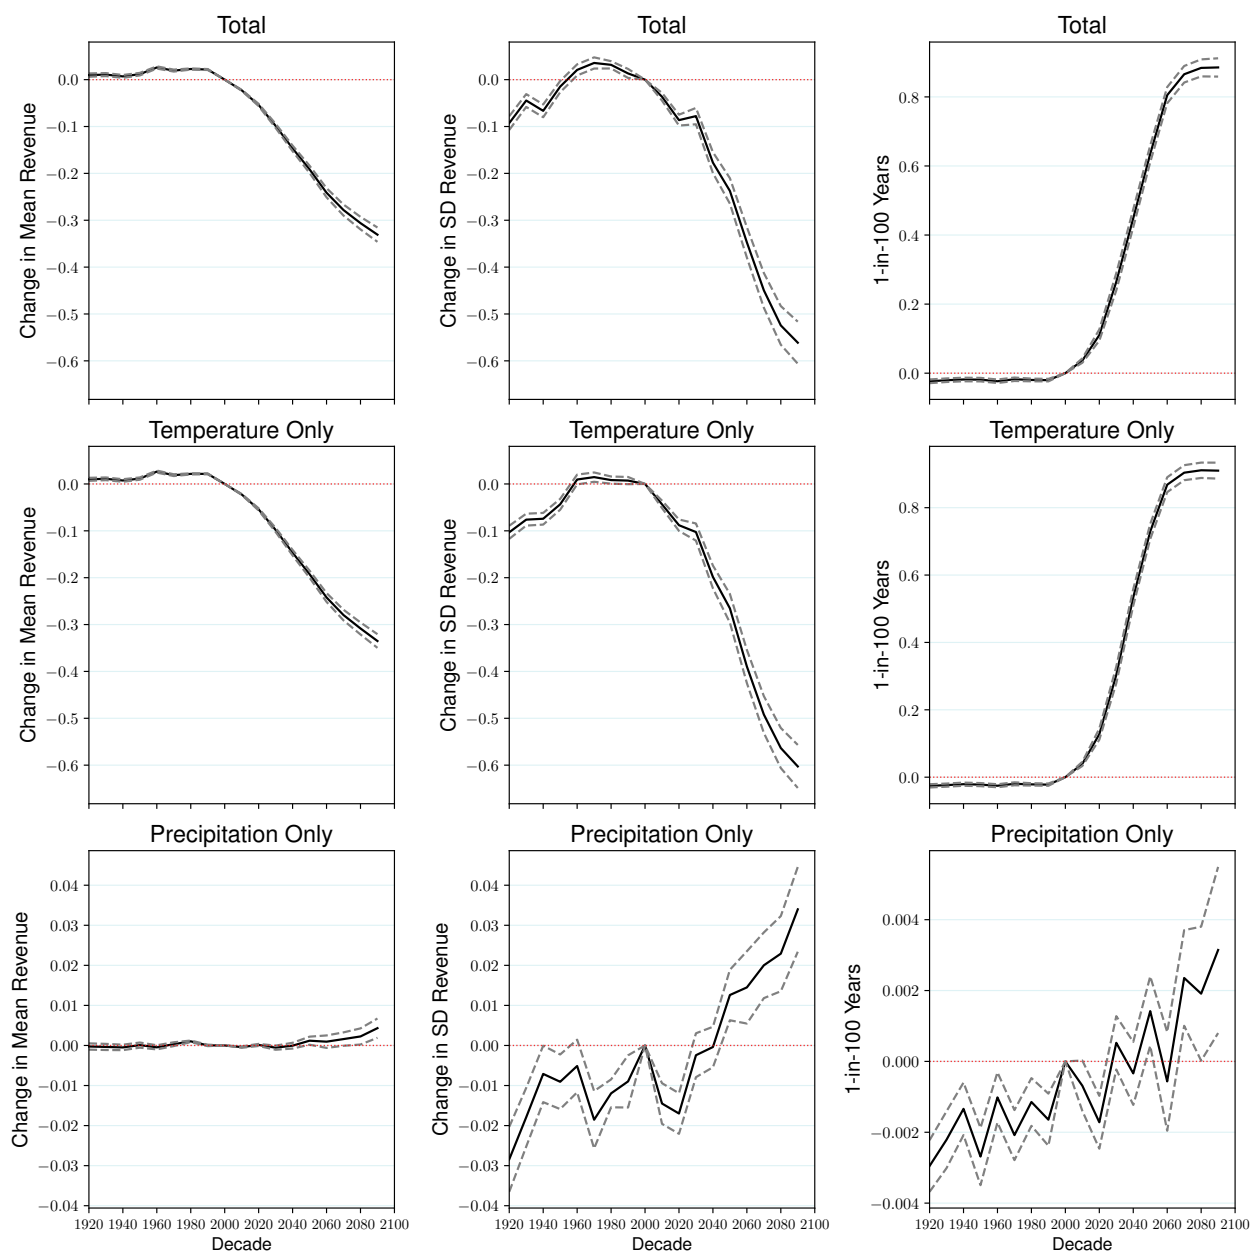 Total
Total
Total
Change in Mean Revenue
0.0
−0.1
−0.2
−0.3
−0.4
−0.5
−0.6
Change in SD Revenue
0.0
−0.1
−0.2
−0.3
−0.4
−0.5
−0.6
1-in-100 Years
0.8
0.6
0.4
0.2
0.0
Temperature Only
Temperature Only
Temperature Only
Change in Mean Revenue
0.0
−0.1
−0.2
−0.3
−0.4
−0.5
−0.6
Change in SD Revenue
0.0
−0.1
−0.2
−0.3
−0.4
−0.5
−0.6
1-in-100 Years
0.8
0.6
0.4
0.2
0.0
Precipitation Only
Precipitation Only
Precipitation Only
Change in Mean Revenue
0.04
0.03
0.02
0.01
0.00
−0.01
−0.02
−0.03
−0.04
1920 1940 1960 1980 2000 2020 2040 2060 2080 2100
Decade
Change in SD Revenue
0.04
0.03
0.02
0.01
0.00
−0.01
−0.02
−0.03
−0.04
1920 1940 1960 1980 2000 2020 2040 2060 2080 2100
Decade
1-in-100 Years
0.004
0.002
0.000
−0.002
−0.004
1920 1940 1960 1980 2000 2020 2040 2060 2080 2100
Decade